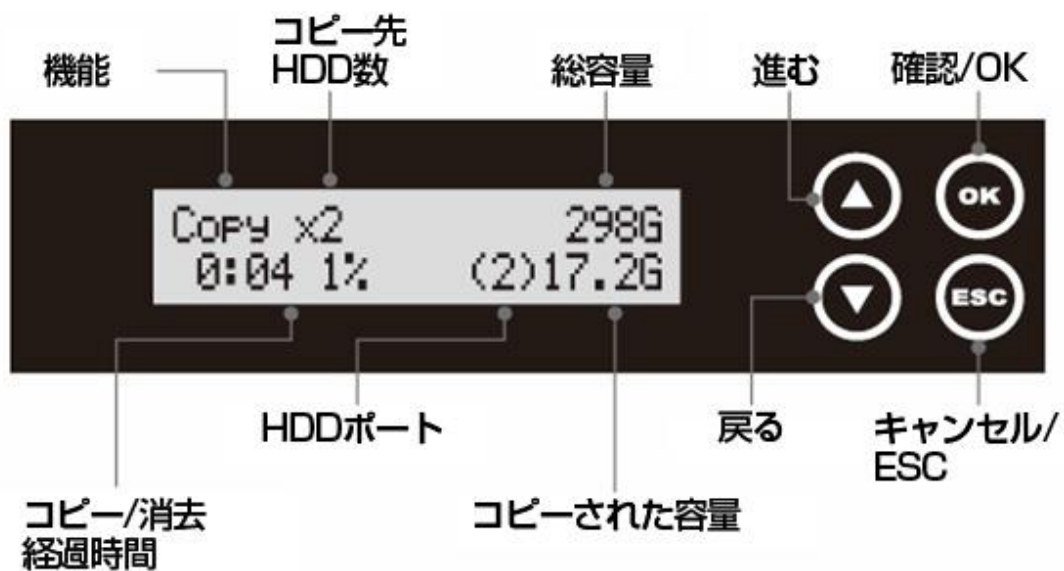 コピー先
HDD数
機能
総容量
進む
確認/OK
Copy x2 298G
0:04 1% (2)17.2G
OK
ESC
HDDポート
戻る
キャンセル/
ESC
コピー/消去
経過時間
コピーされた容量